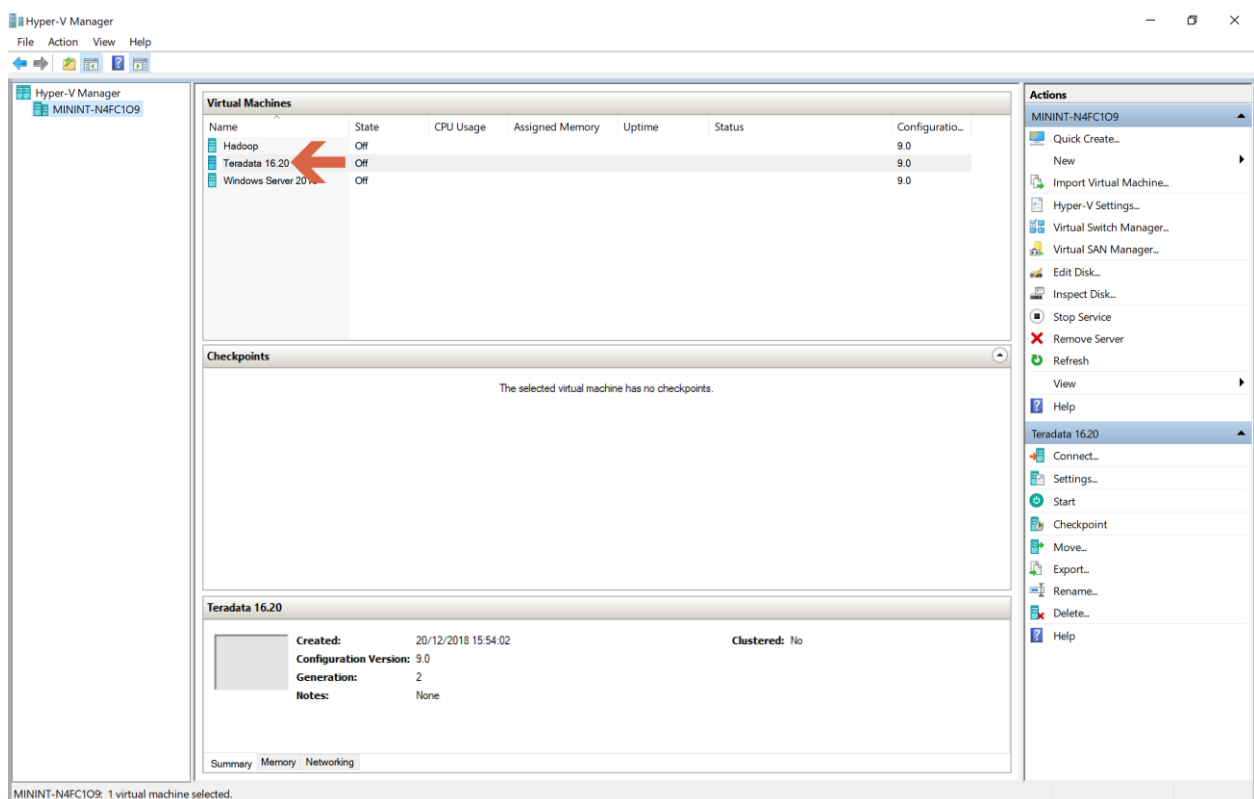 Hyper-V Manager
File Action View Help
Hyper-V Manager
MININT-N4FC1O9
Virtual Machines
Name State CPU Usage Assigned Memory Uptime Status Configuratio...
Hadoop Off 9.0
Teradata 16.20 Off 9.0
Windows Server Off 9.0
Checkpoints
The selected virtual machine has no checkpoints.
Teradata 16.20
Created: 20/12/2018 15:54:02 Clustered: No
Configuration Version: 9.0
Generation: 2
Notes: None
Summary Memory Networking
Actions
MININT-N4FC1O9
Quick Create...
New
Import Virtual Machine...
Hyper-V Settings...
Virtual Switch Manager...
Virtual SAN Manager...
Edit Disk...
Inspect Disk...
Stop Service
Remove Server
Refresh
View
Help
Teradata 16.20
Connect...
Settings...
Start
Checkpoint
Move...
Export...
Rename...
Delete...
Help
MININT-N4FC1O9: 1 virtual machine selected.